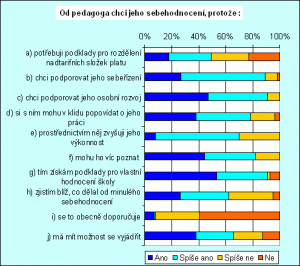 Od pedagoga chci jeho sebehodnocení, protože :
0% 20% 40% 60% 80% 100%
a) potřebuji podklady pro rozdělení
nadtarifních složek platu
b) chci podporovat jeho sebeřízení
c) chci podporovat jeho osobní rozvoj
d) si s ním mohu v klidu popovídat o jeho
práci
e) prostřednictvím něj zvyšuji jeho
výkonnost
f) mohu ho víc poznat
g) tím získám podklady pro vlastní
hodnocení školy
h) zjistím blíž, co dělal od minulého
sebehodnocení
i) se to obecně doporučuje
j) má mít možnost se vyjádřit
Ano Spíše ano Spíše ne Ne